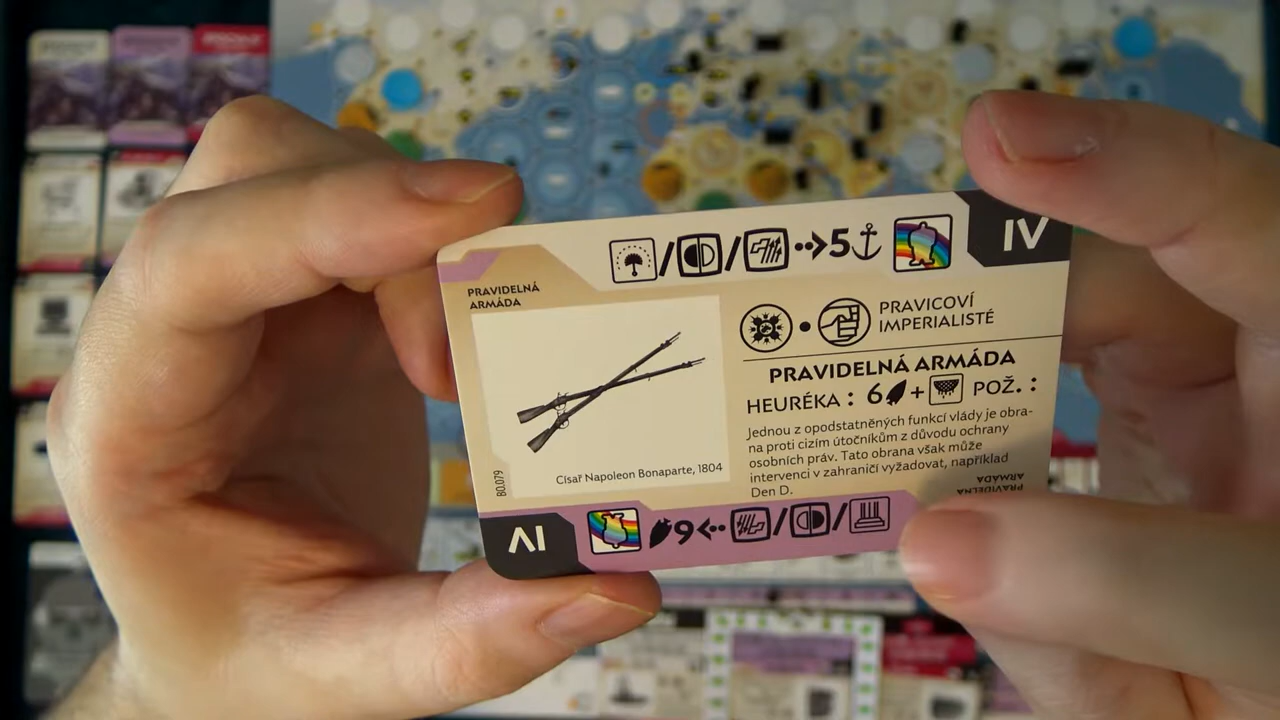 IV
5
PRAVIDELNÁ
ARMÁDA
PRAVICOVÍ
IMPERIALISTÉ
PRAVIDELNÁ ARMÁDA
HEURÉKA : 6 + POŽ. :
Jednou z opodstatněných funkcí vlády je obra-
na proti cizím útočníkům z důvodu ochrany
osobních práv. Tato obrana však může
intervenci v zahraničí vyžadovat, například
Den D.
Císař Napoleon Bonaparte, 1804
B0.079
PRAVIDELNÁ
ARMÁDA
VI
9